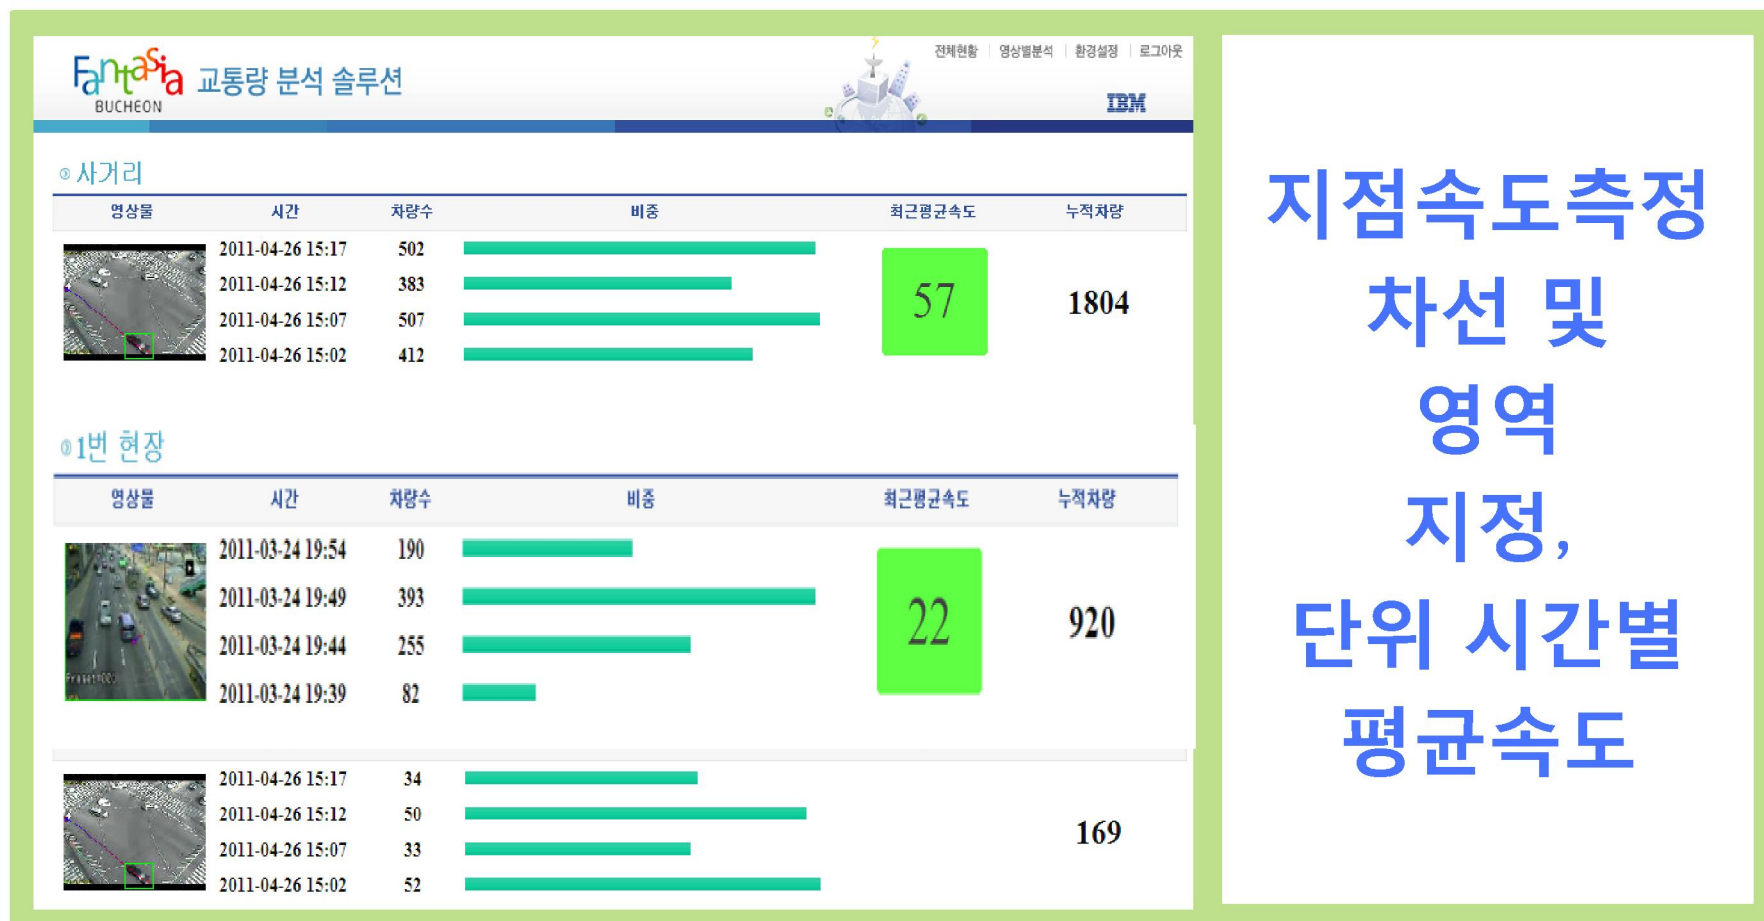 Fantasia
BUCHEON
교통량 분석 솔루션
전체현황 영상별분석 환경설정 로그아웃
IBM
사거리
영상물 시간 차량수 비중 최근평균속도 누적차량
2011-04-26 15:17 502
2011-04-26 15:12 383
2011-04-26 15:07 507
2011-04-26 15:02 412
57
1804
1번 현장
영상물 시간 차량수 비중 최근평균속도 누적차량
2011-03-24 19:54 190
2011-03-24 19:49 393
2011-03-24 19:44 255
2011-03-24 19:39 82
22
920
2011-04-26 15:17 34
2011-04-26 15:12 50
2011-04-26 15:07 33
2011-04-26 15:02 52
169
지점속도측정
차선 및
영역
지정,
단위 시간별
평균속도